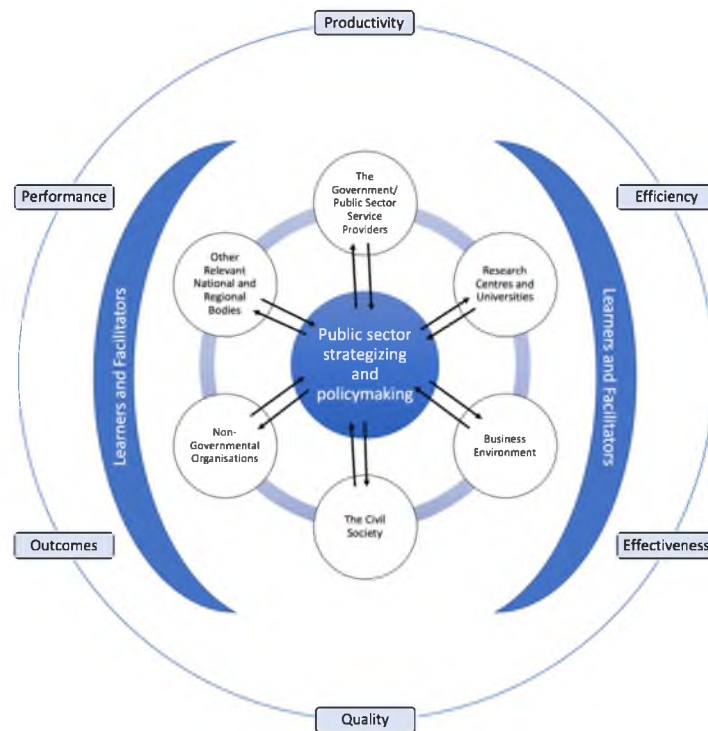 Productivity
Performance
Efficiency
The
Government/
Public Sector
Service
Providers
Other
Relevant
National and
Regional
Bodies
Research
Centres and
Universities
Learners and Facilitators
Public sector
strategizing
and
policymaking
Learners and Facilitators
Non-
Governmental
Organisations
Business
Environment
The Civil
Society
Outcomes
Effectiveness
Quality